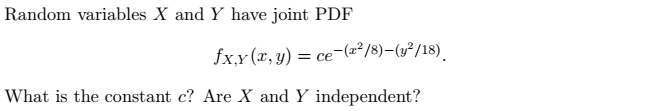 Random variables X and Y have joint PDF
f_{X,Y}(x, y) = ce^{-(x^2/8)-(y^2/18)}.
What is the constant c? Are X and Y independent?